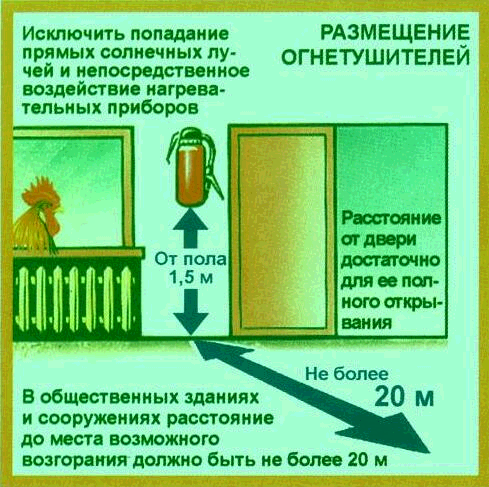 РАЗМЕЩЕНИЕ
ОГНЕТУШИТЕЛЕЙ
Исключить попадание
прямых солнечных лу-
чей и непосредственное
воздействие нагрева-
тельных приборов
От пола
1,5 м
Расстояние
от двери
достаточно
для ее пол-
ного откры-
вания
Не более
20 м
В общественных зданиях
и сооружениях расстояние
до места возможного
возгорания должно быть не более 20 м